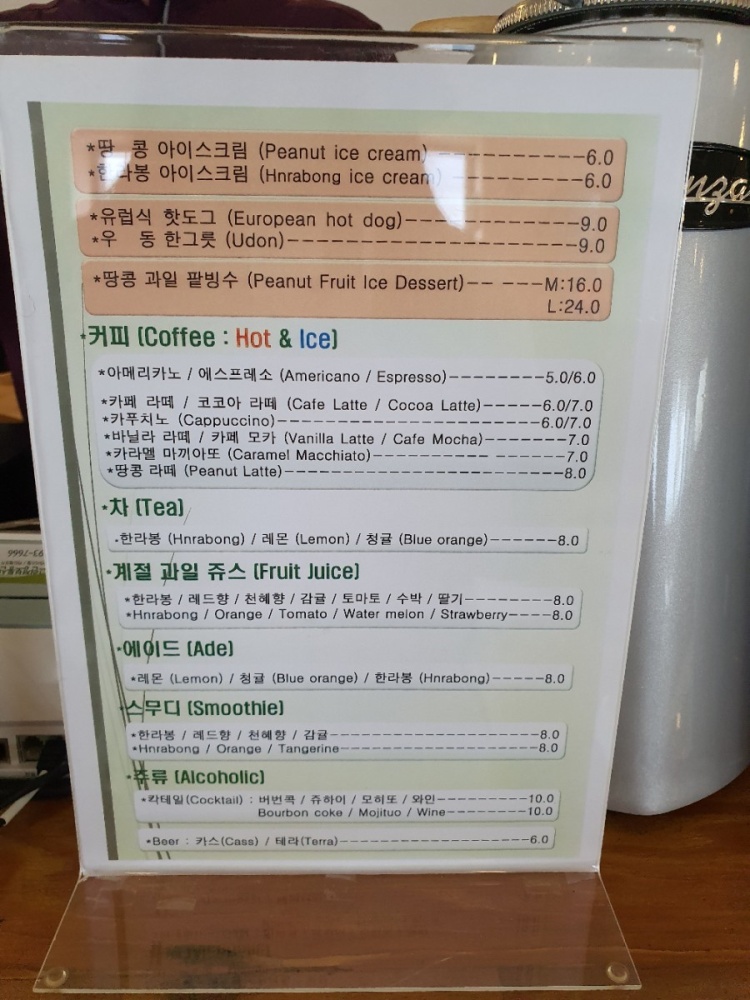 *땅 콩 아이스크림 (Peanut ice cream)-----------6.0
*한라봉 아이스크림 (Hnrabong ice cream)-----------6.0
*유럽식 핫도그 (European hot dog)--------------9.0
*우 동 한그릇 (Udon)-----------------------9.0
*땅콩 과일 팥빙수 (Peanut Fruit Ice Dessert)-- ---M:16.0
L:24.0
*커피 (Coffee : Hot & Ice)
*아메리카노 / 에스프레소 (Americano / Espresso)--------5.0/6.0
*카페 라떼 / 코코아 라떼 (Cafe Latte / Cocoa Latte)-----6.0/7.0
*카푸치노 (Cappuccino)----------------------6.0/7.0
*바닐라 라떼 / 카페 모카 (Vanilla Latte / Cafe Mocha)-------7.0
*카라멜 마끼아또 (Caramel Macchiato)---------- -------7.0
*땅콩 라떼 (Peanut Latte)------------------------8.0
*차 (Tea)
*한라봉 (Hnrabong) / 레몬 (Lemon) / 청귤 (Blue orange)------8.0
*계절 과일 쥬스 (Fruit Juice)
*한라봉 / 레드향 / 천혜향 / 감귤 / 토마토 / 수박 / 딸기--------8.0
*Hnrabong / Orange / Tomato / Water melon / Strawberry----8.0
*에이드 (Ade)
*레몬 (Lemon) / 청귤 (Blue orange) / 한라봉 (Hnrabong)-----8.0
*스무디 (Smoothie)
*한라봉 / 레드향 / 천혜향 / 감귤-------------------8.0
*Hnrabong / Orange / Tangerine------------------8.0
*쥬류 (Alcoholic)
*칵테일(Cocktail) : 버번콕 / 쥬하이 / 모히또 / 와인---------10.0
Bourbon coke / Mojituo / Wine--------10.0
*Beer : 카스(Cass) / 테라(Terra)-------------------6.0
93-7666